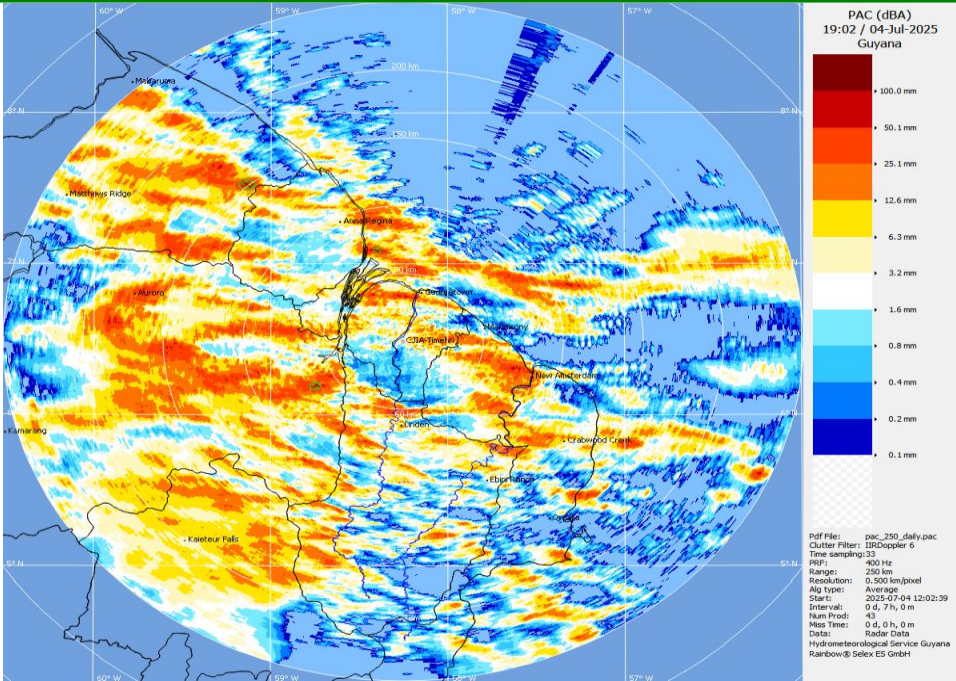 59° W
58° W
57° W
PAC (dBA)
19:02 / 04-Jul-2025
Guyana
200 km
Mabaruma
100.0 mm
8° N
150 km
50.1 mm
25.1 mm
Matthews Ridge
12.6 mm
Anna Regina
6.3 mm
3.2 mm
Aurora
Georgetown
1.6 mm
Mahaicony
CJIA-Timehri
0.8 mm
New Amsterdam
0.4 mm
0.2 mm
Linden
Kamarang
Crabwood Creek
0.1 mm
Ebini Ranch
Kaieteur Falls
5° N
5° N
Pdf File: pac_250_daily.pac
Clutter Filter: IIRDoppler 6
Time sampling:33
PRF: 400 Hz
Range: 250 km
Resolution: 0.500 km/pixel
Alg type: Average
Start: 2025-07-04 12:02:39
Interval: 0 d, 7 h, 0 m
Num Prod: 43
Miss Time: 0 d, 0 h, 0 m
Data: Radar Data
Hydrometeorological Service Guyana
Rainbow® Selex ES GmbH
60° W
59° W
58° W
57° W